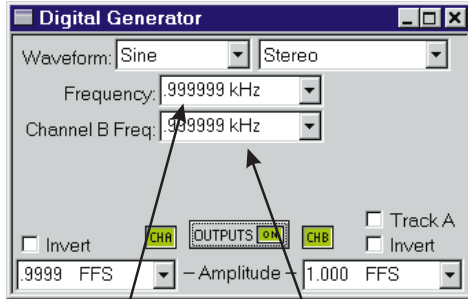 Digital Generator
Waveform: Sine Stereo
Frequency: .999999 kHz
Channel B Freq: .999999 kHz
Track A
CHA OUTPUTS ON CHB
Invert Invert
.9999 FFS – Amplitude – 1.000 FFS